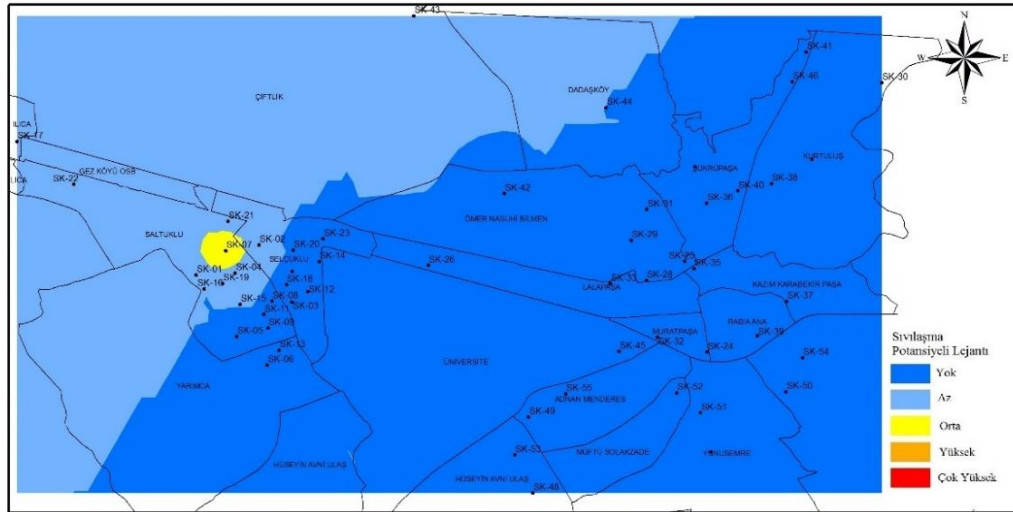 SK-43
N
SK-41
W
E
SK-46
SK-30
DADAŞKÖY
S
ÇİFTLİK
SK-44
ILICA
SK-17
KURTULUŞ
ŞÜKRÜPAŞA
GEZ KÖYÜ OSB
SK-22
SK-38
SK-40
SK-42
SK-36
SK-31
ÖMER NASUHİ BİLMEN
SK-21
SALTUKLU
SK-23
SK-02
SK-20
SK-29
SK-07
SELÇUKLU
SK-14
SK-26
SK-35
SK-01
SK-04
SK-19
SK-16
SK-18
SK-12
SK-33
SK-28
LALAPAŞA
KAZIM KARABEKİR PAŞA
SK-15
SK-08
SK-03
SK-11
SK-37
SK-09
SK-05
RABİA ANA
MURATPAŞA
SK-32
SK-39
SK-13
SK-06
SK-45
SK-24
SK-54
ÜNİVERSİTE
YARIMCA
SK-55
ADNAN MENDERES
SK-52
SK-50
SK-49
SK-51
SK-53
MÜFTÜ SOLAKZADE
YUNUSEMRE
HÜSEYİN AVNİ ULAŞ
HÜSEYİN AVNİ ULAŞ
SK-48
Sıvılaşma
Potansiyeli Lejantı
Yok
Az
Orta
Yüksek
Çok Yüksek